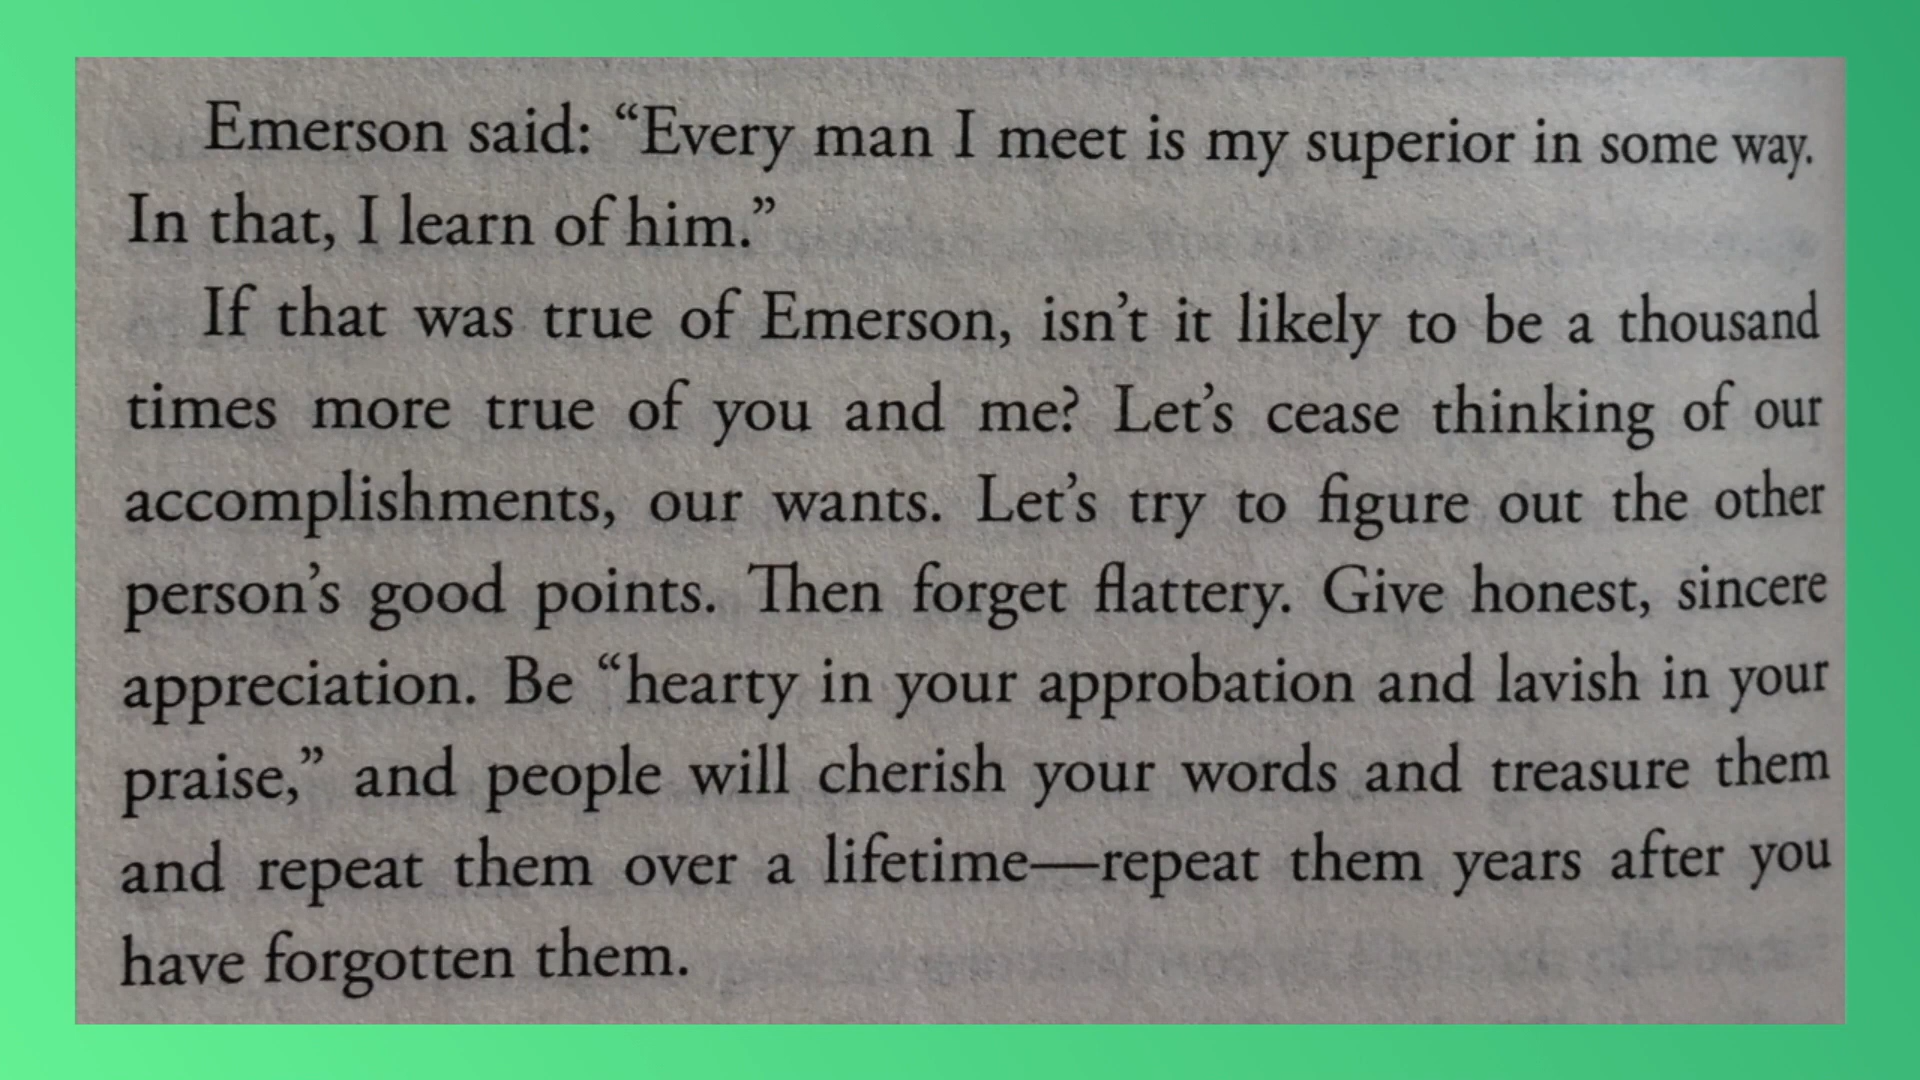 Emerson said: “Every man I meet is my superior in some way.
In that, I learn of him.”
If that was true of Emerson, isn’t it likely to be a thousand
times more true of you and me? Let’s cease thinking of our
accomplishments, our wants. Let’s try to figure out the other
person’s good points. Then forget flattery. Give honest, sincere
appreciation. Be “hearty in your approbation and lavish in your
praise,” and people will cherish your words and treasure them
and repeat them over a lifetime—repeat them years after you
have forgotten them.